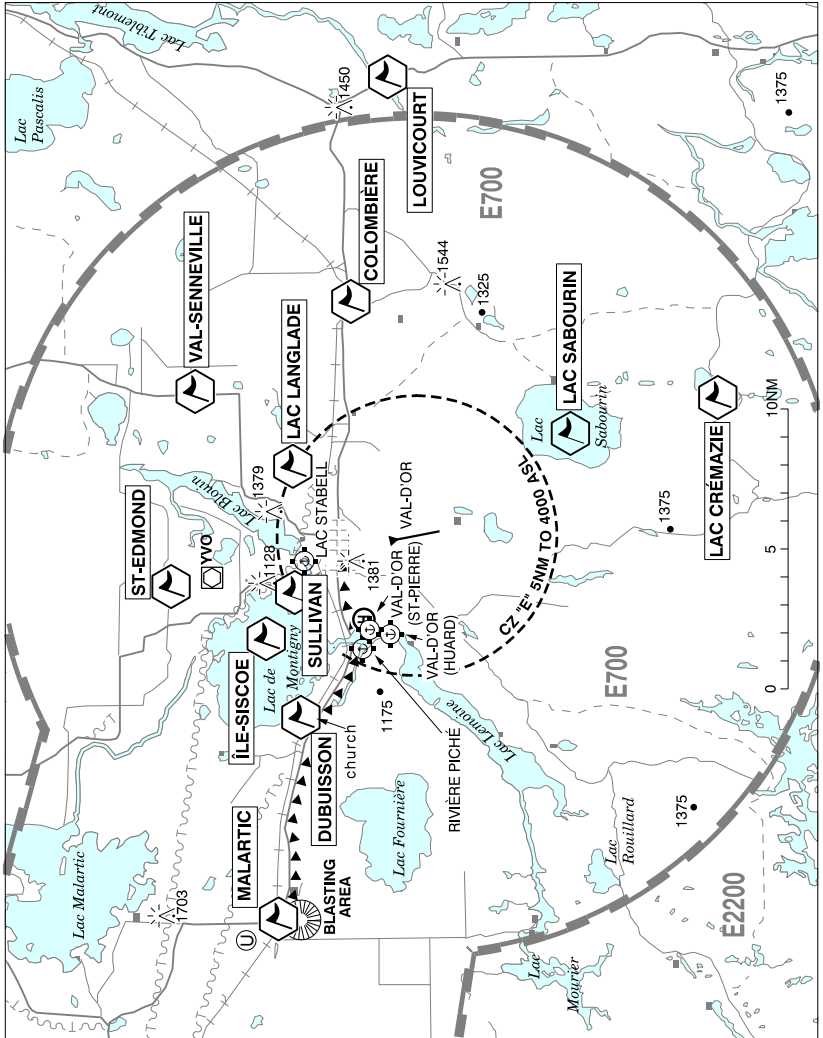 Lac Tiblemont
Lac
Pascalis
1450
LOUVICOURT
1375
COLOMBIÈRE
E700
VAL-SENNEVILLE
1544
1325
LAC LANGLADE
LAC SABOURIN
Lac
Sabourin
LAC CRÉMAZIE
10NM
5
0
1379
Lac Blouin
LAC STABELL
VAL-D'OR
CZ "E" 5NM TO 4000 ASL
1375
ST-EDMOND
YVO
1128
1381
VAL-D'OR
(ST-PIERRE)
H
SULLIVAN
VAL-D'OR
(HUARD)
E700
ÎLE-SISCOE
Lac de
Montigny
1175
church
DUBUISSON
RIVIÈRE PICHÉ
Lac Lemoine
MALARTIC
BLASTING
AREA
U
Lac Fournière
Lac Malartic
1703
Lac
Rouillard
1375
E2200
Lac
Mourier